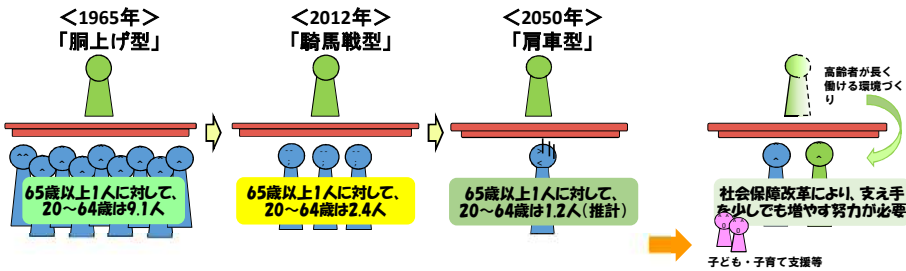 ＜1965年＞
「胴上げ型」
65歳以上1人に対して、
20～64歳は9.1人
＜2012年＞
「騎馬戦型」
65歳以上1人に対して、
20～64歳は2.4人
＜2050年＞
「肩車型」
65歳以上1人に対して、
20～64歳は1.2人（推計）
高齢者が長く
働ける環境づく
り
社会保障改革により、支え手
を少しでも増やす努力が必要
子ども・子育て支援等